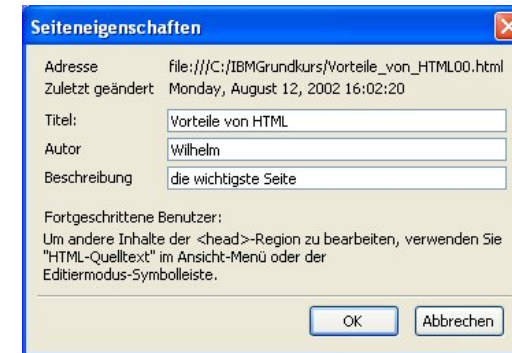 Seiteneigenschaften
Adresse file:///C:/IBMGrundkurs/Vorteile_von_HTML00.html
Zuletzt geändert Monday, August 12, 2002 16:02:20
Titel: Vorteile von HTML
Autor Wilhelm
Beschreibung die wichtigste Seite
Fortgeschrittene Benutzer:
Um andere Inhalte der <head>-Region zu bearbeiten, verwenden Sie
"HTML-Quelltext" im Ansicht-Menü oder der
Editiermodus-Symbolleiste.
OK Abbrechen